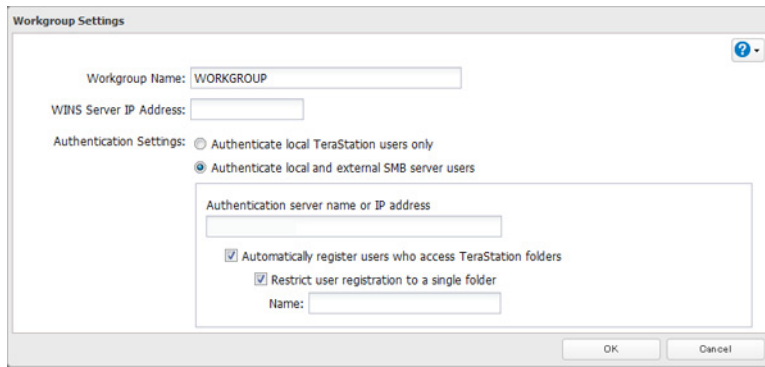 Workgroup Settings
?
Workgroup Name: WORKGROUP
WINS Server IP Address:
Authentication Settings: Authenticate local TeraStation users only
Authenticate local and external SMB server users
Authentication server name or IP address
Automatically register users who access TeraStation folders
Restrict user registration to a single folder
Name:
OK Cancel